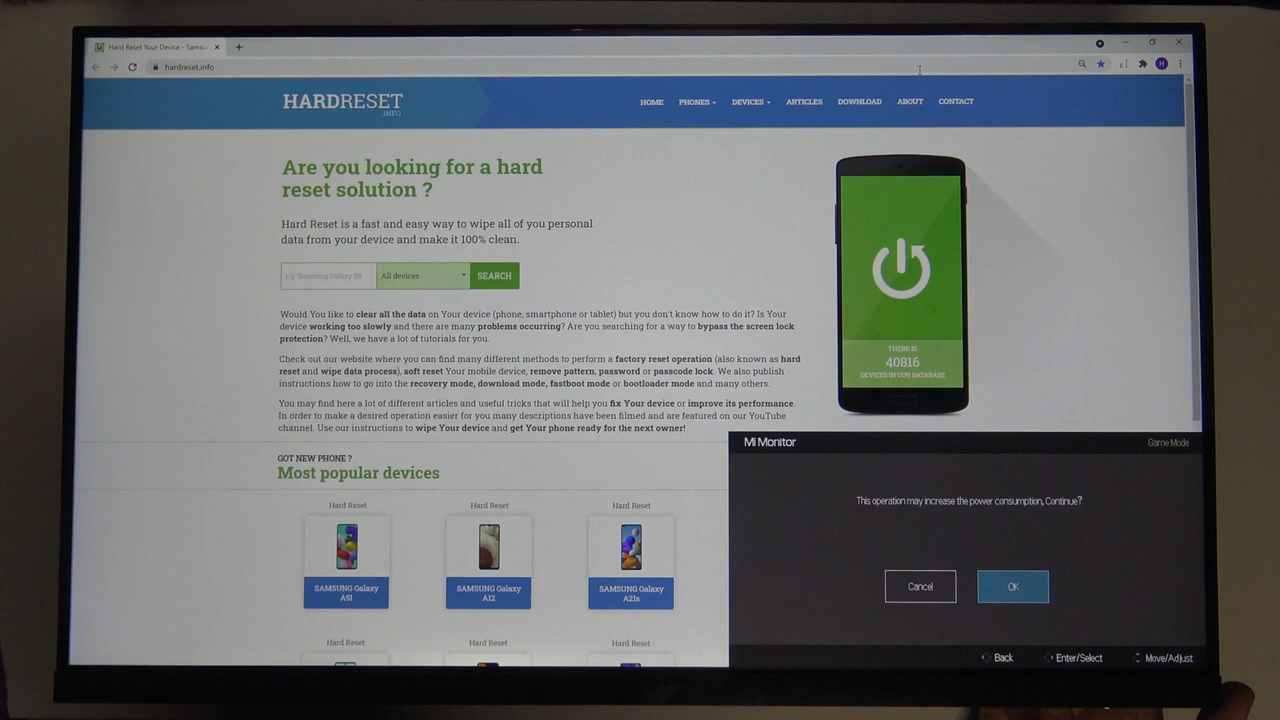 Hard Reset Your Device - Samsu
hardreset.info
HARDRESET
.INFO
HOME PHONES DEVICES ARTICLES DOWNLOAD ABOUT CONTACT
Are you looking for a hard
reset solution ?
Hard Reset is a fast and easy way to wipe all of you personal
data from your device and make it 100% clean.
e.g. Samsung Galaxy S3 All devices SEARCH
Would You like to clear all the data on Your device (phone, smartphone or tablet) but you don't know how to do it? Is Your
device working too slowly and there are many problems occurring? Are you searching for a way to bypass the screen lock
protection? Well, we have a lot of tutorials for you.
Check out our website where you can find many different methods to perform a factory reset operation (also known as hard
reset and wipe data process), soft reset Your mobile device, remove pattern, password or passcode lock. We also publish
instructions how to go into the recovery mode, download mode, fastboot mode or bootloader mode and many others.
You may find here a lot of different articles and useful tricks that will help you fix Your device or improve its performance.
In order to make a desired operation easier for you many descriptions have been filmed and are featured on our YouTube
channel. Use our instructions to wipe Your device and get Your phone ready for the next owner!
THERE IS
40816
DEVICES IN OUR DATABASE
GOT NEW PHONE ?
Most popular devices
Hard Reset Hard Reset Hard Reset
SAMSUNG Galaxy
A51
SAMSUNG Galaxy
A12
SAMSUNG Galaxy
A21s
Hard Reset Hard Reset Hard Reset
Mi Monitor
Game Mode
This operation may increase the power consumption, Continue?
Cancel OK
Back Enter/Select Move/Adjust